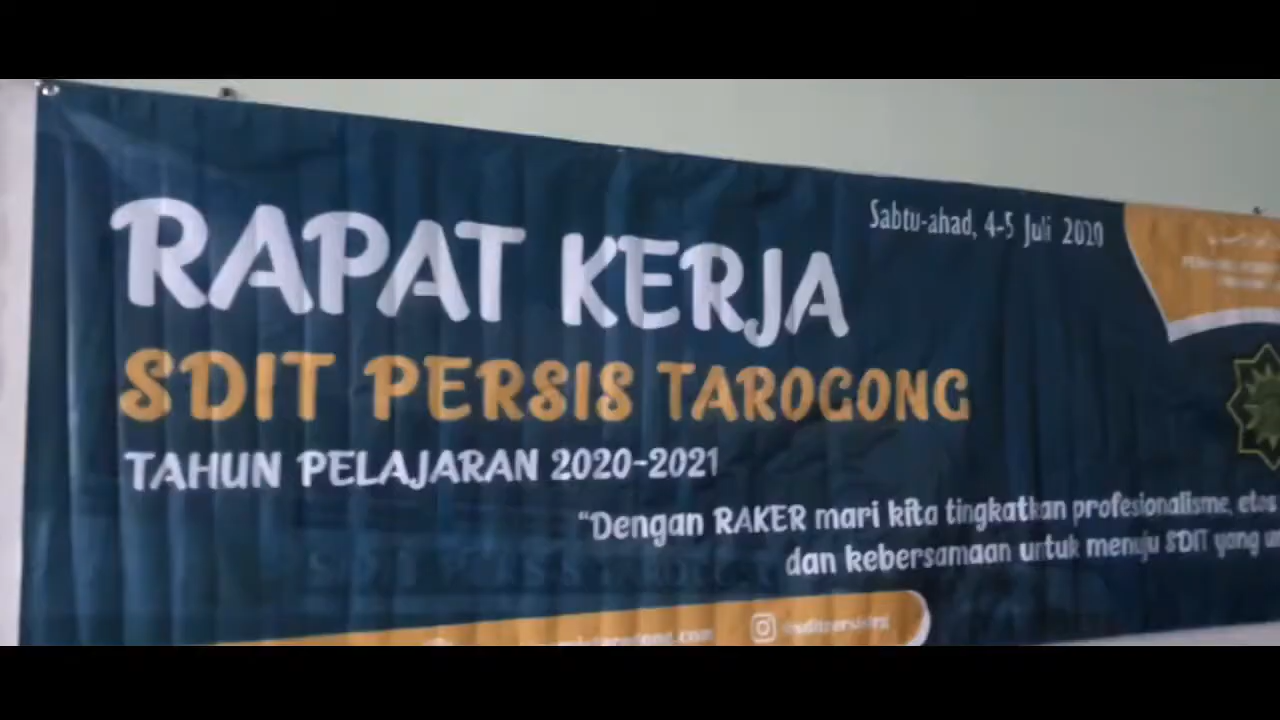 Sabtu-ahad, 4-5 Juli 2020
RAPAT KERJA
SDIT PERSIS TAROGONG
TAHUN PELAJARAN 2020-2021
"Dengan RAKER mari kita tingkatkan profesionalisme, etos
dan kebersamaan untuk menuju SDIT yang